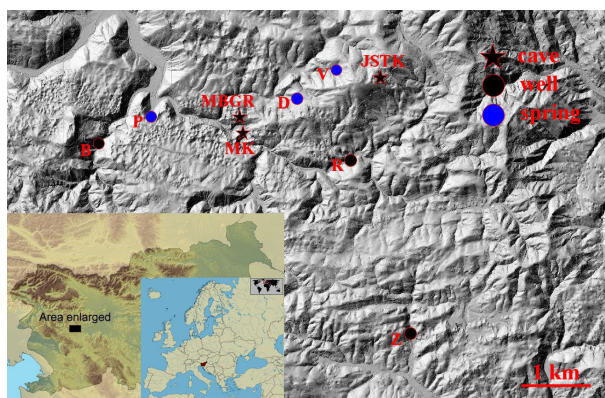 cave
well
spring
V
JSTK
D
MBGR
P
MK
B
R
Z
Area enlarged
1 km